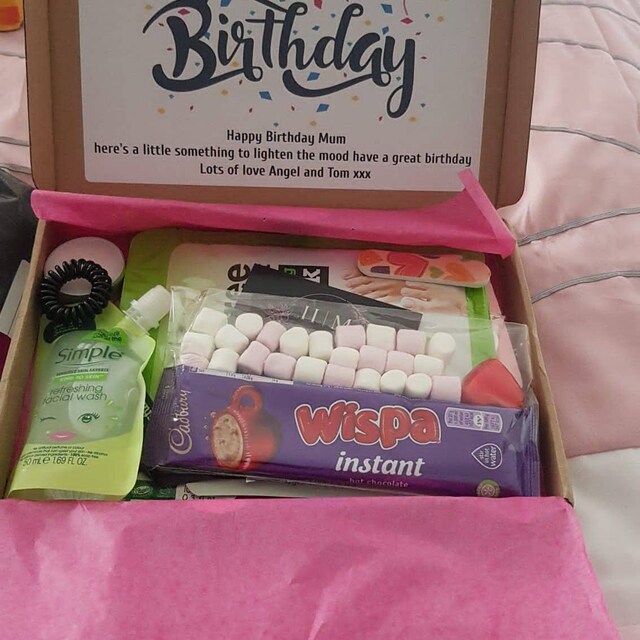 Birthday
Happy Birthday Mum
here's a little something to lighten the mood have a great birthday
Lots of love Angel and Tom xxx
Simple
refreshing
facial wash
50 mL e 1.69 FL OZ
Cadbury
wispa
instant
hot chocolate